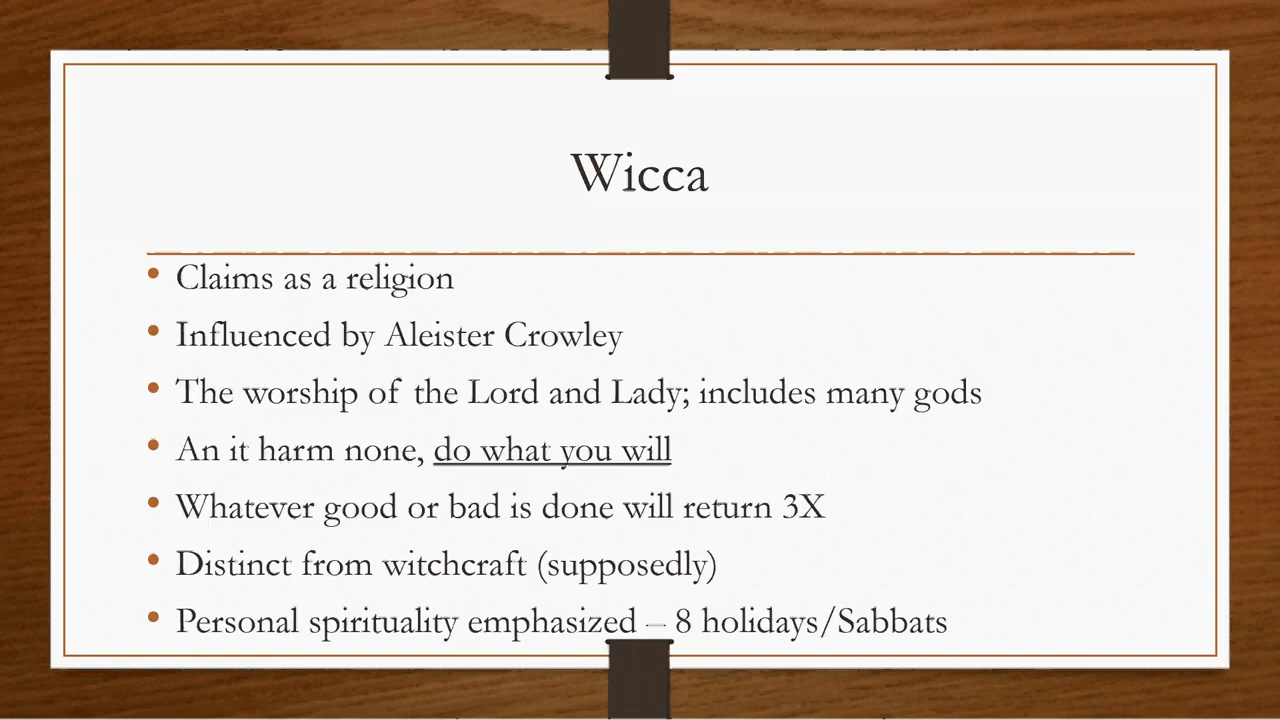 Wicca
• Claims as a religion
• Influenced by Aleister Crowley
• The worship of the Lord and Lady; includes many gods
• An it harm none, do what you will
• Whatever good or bad is done will return 3X
• Distinct from witchcraft (supposedly)
• Personal spirituality emphasized – 8 holidays/Sabbats